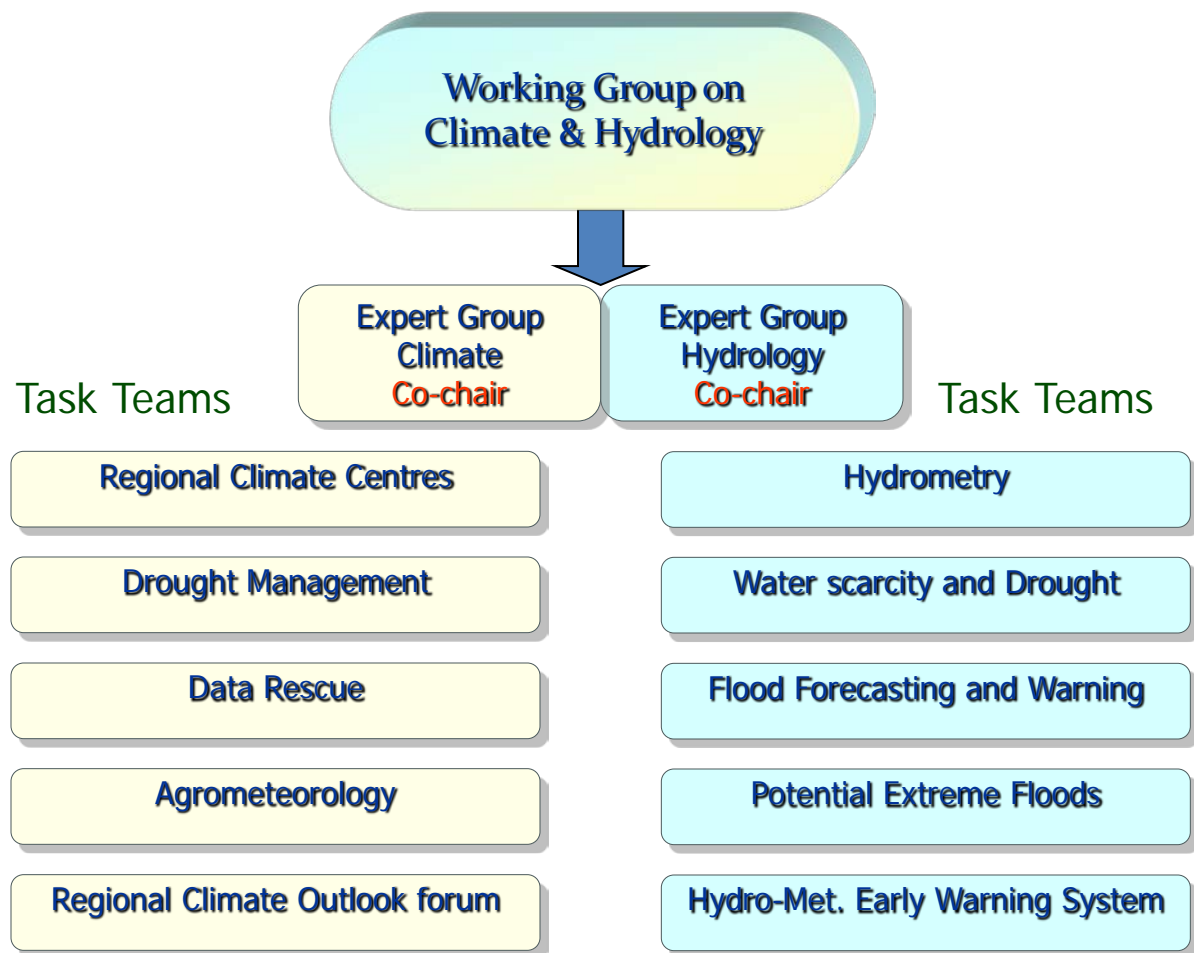 Working Group on
Climate & Hydrology
Expert Group
Climate
Co-chair
Expert Group
Hydrology
Co-chair
Task Teams
Task Teams
Regional Climate Centres
Hydrometry
Drought Management
Water scarcity and Drought
Data Rescue
Flood Forecasting and Warning
Agrometeorology
Potential Extreme Floods
Regional Climate Outlook forum
Hydro-Met. Early Warning System